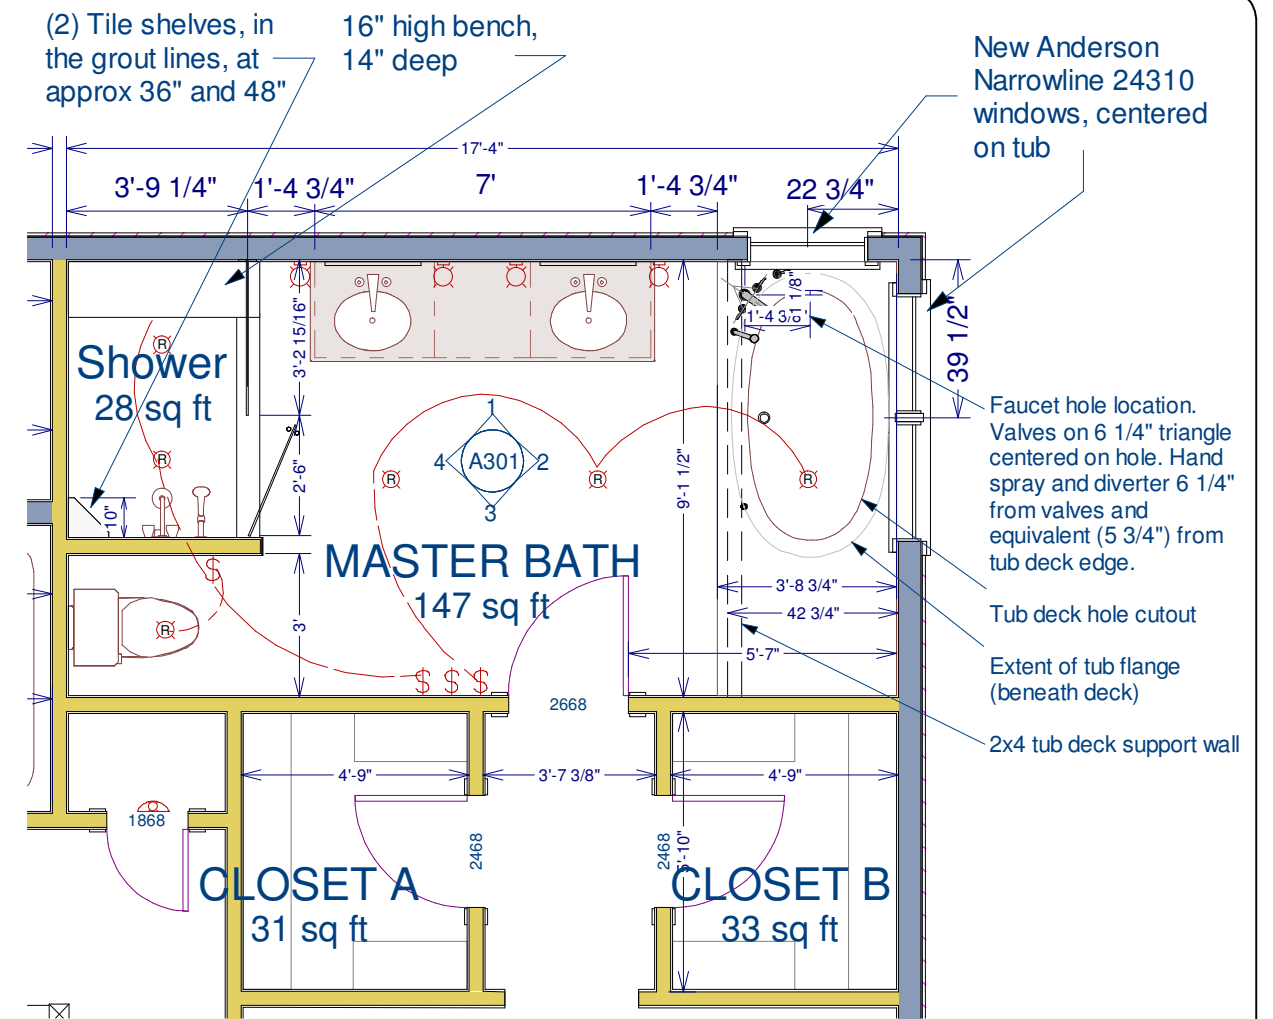 (2) Tile shelves, in
the grout lines, at
approx 36" and 48"
16" high bench,
14" deep
New Anderson
Narrowline 24310
windows, centered
on tub
17'-4"
3'-9 1/4"
1'-4 3/4"
7'
1'-4 3/4"
22 3/4"
3'-2 15/16"
1'-4 3/8"
39 1/2"
R
Shower
28 sq ft
R
2'-6"
10"
1
4
A301
2
3
R
R
R
9'-1 1/2"
Faucet hole location.
Valves on 6 1/4" triangle
centered on hole. Hand
spray and diverter 6 1/4"
from valves and
equivalent (5 3/4") from
tub deck edge.
MASTER BATH
147 sq ft
$
R
3'
3'-8 3/4"
42 3/4"
5'-7"
Tub deck hole cutout
Extent of tub flange
(beneath deck)
2x4 tub deck support wall
$ $ $
2668
4'-9"
3'-7 3/8"
4'-9"
1868
2468
2468
CLOSET A
31 sq ft
CLOSET B
33 sq ft